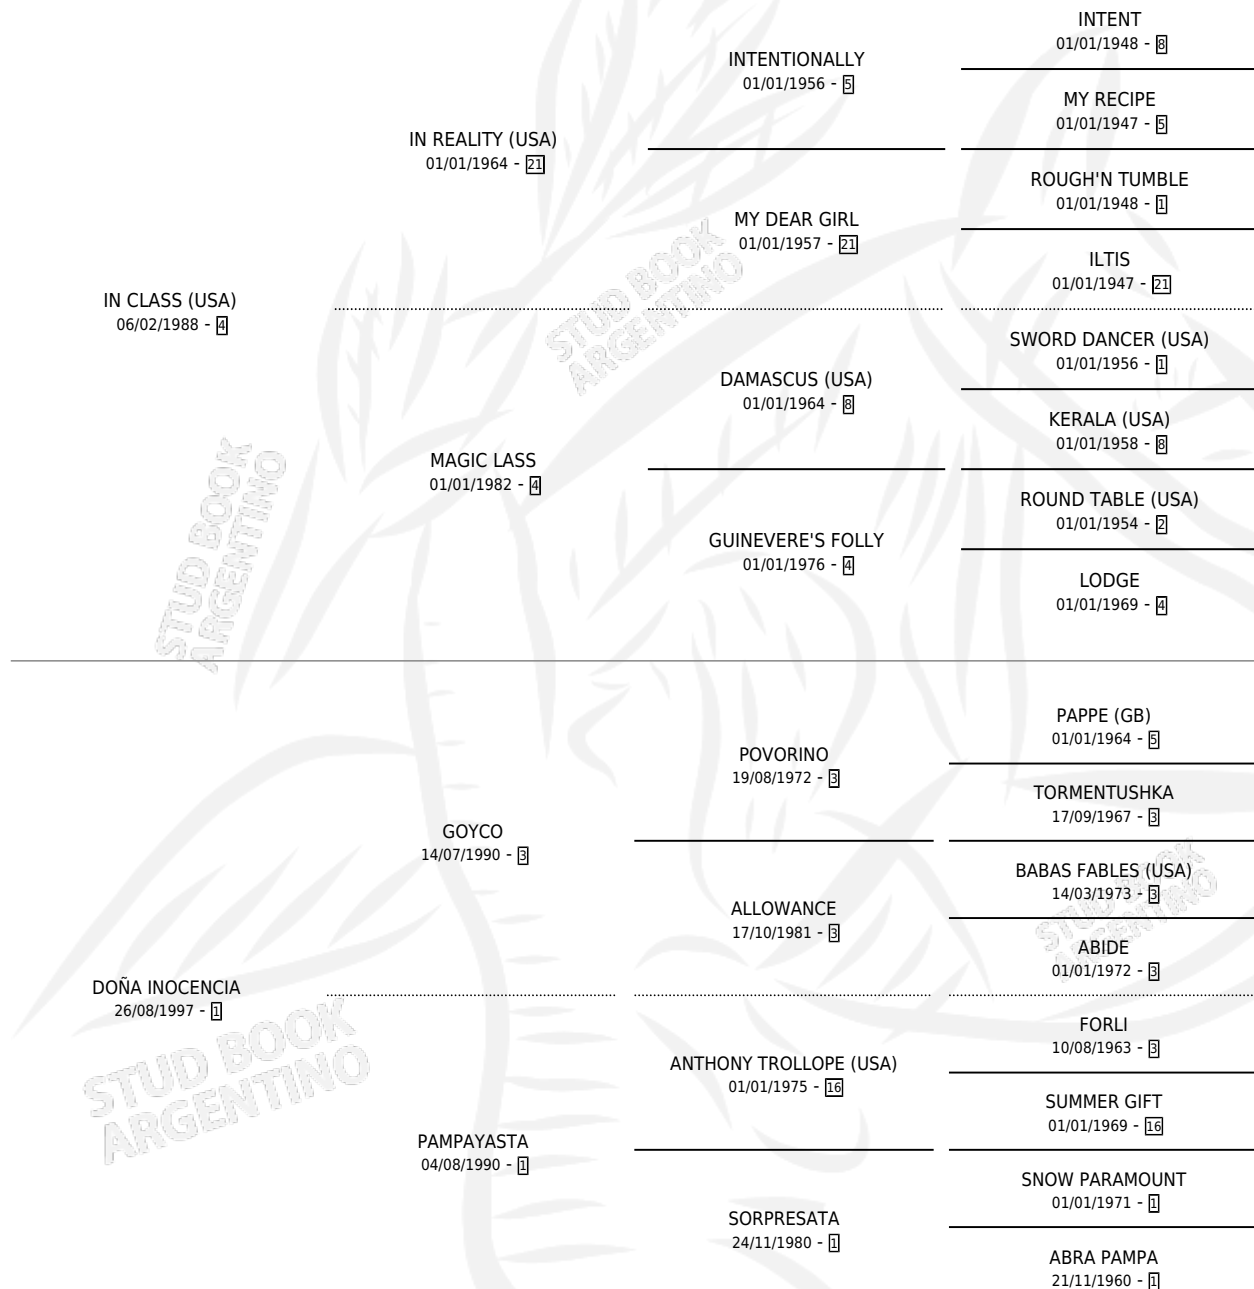 INTENT
01/01/1948 - 8
INTENTIONALLY
01/01/1956 - 5
MY RECIPE
01/01/1947 - 5
IN REALITY (USA)
01/01/1964 - 21
ROUGH'N TUMBLE
01/01/1948 - 1
MY DEAR GIRL
01/01/1957 - 21
ILTIS
01/01/1947 - 21
IN CLASS (USA)
06/02/1988 - 4
SWORD DANCER (USA)
01/01/1956 - 1
DAMASCUS (USA)
01/01/1964 - 8
KERALA (USA)
01/01/1958 - 8
MAGIC LASS
01/01/1982 - 4
ROUND TABLE (USA)
01/01/1954 - 2
GUINEVERE'S FOLLY
01/01/1976 - 4
LODGE
01/01/1969 - 4
PAPPE (GB)
01/01/1964 - 5
POVORINO
19/08/1972 - 3
TORMENTUSHKA
17/09/1967 - 3
GOYCO
14/07/1990 - 3
BABAS FABLES (USA)
14/03/1973 - 3
ALLOWANCE
17/10/1981 - 3
ABIDE
01/01/1972 - 3
DOÑA INOCENCIA
26/08/1997 - 1
FORLI
10/08/1963 - 3
ANTHONY TROLLOPE (USA)
01/01/1975 - 16
SUMMER GIFT
01/01/1969 - 16
PAMPAYASTA
04/08/1990 - 1
SNOW PARAMOUNT
01/01/1971 - 1
SORPRESATA
24/11/1980 - 1
ABRA PAMPA
21/11/1960 - 1
STUD BOOK
ARGENTINO
STUD BOOK
ARGENTINO
STUD BOOK
ARGENTINO
STUD BOOK
ARGENTINO